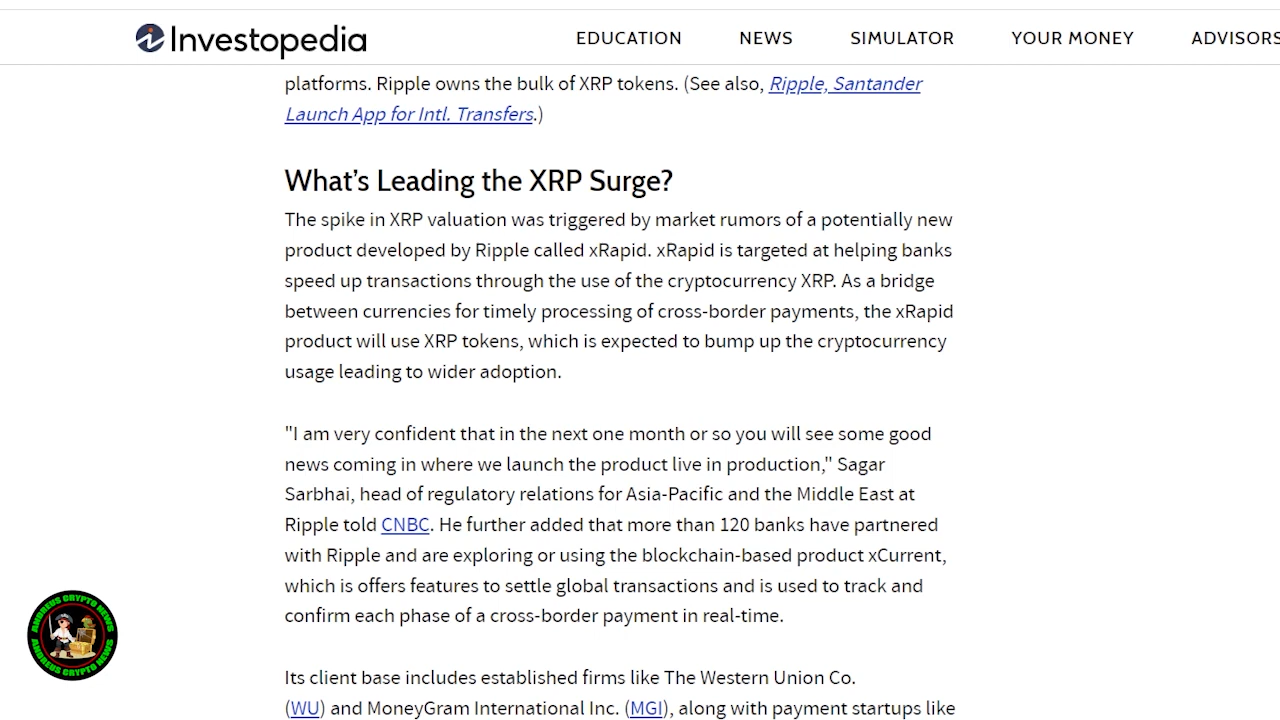 Investopedia
EDUCATION NEWS SIMULATOR YOUR MONEY ADVISORS
platforms. Ripple owns the bulk of XRP tokens. (See also, Ripple, Santander
Launch App for Intl. Transfers.)
What's Leading the XRP Surge?
The spike in XRP valuation was triggered by market rumors of a potentially new
product developed by Ripple called xRapid. xRapid is targeted at helping banks
speed up transactions through the use of the cryptocurrency XRP. As a bridge
between currencies for timely processing of cross-border payments, the xRapid
product will use XRP tokens, which is expected to bump up the cryptocurrency
usage leading to wider adoption.
"I am very confident that in the next one month or so you will see some good
news coming in where we launch the product live in production," Sagar
Sarbhai, head of regulatory relations for Asia-Pacific and the Middle East at
Ripple told CNBC. He further added that more than 120 banks have partnered
with Ripple and are exploring or using the blockchain-based product xCurrent,
which is offers features to settle global transactions and is used to track and
confirm each phase of a cross-border payment in real-time.
Its client base includes established firms like The Western Union Co.
(WU) and MoneyGram International Inc. (MGI), along with payment startups like
ANDREUS CRYPTO NEWS
ANDREUS CRYPTO NEWS